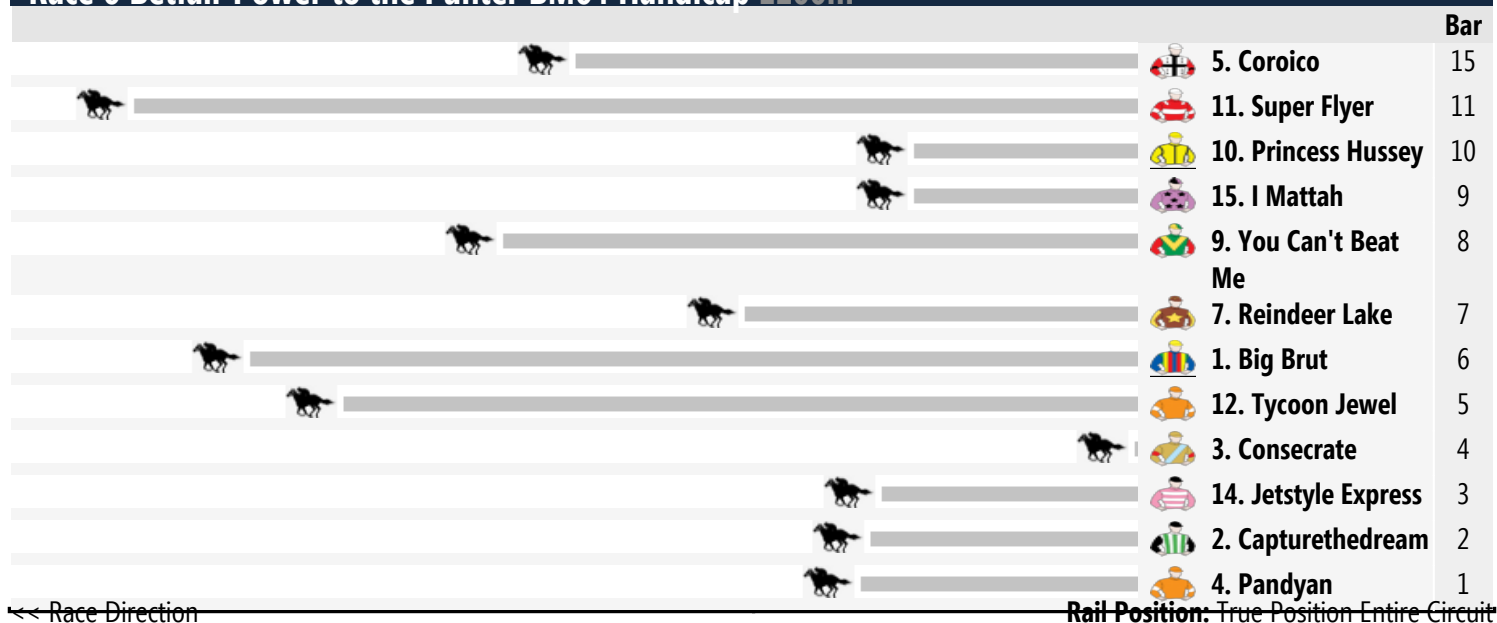 Bar
5. Coroico 15
11. Super Flyer 11
10. Princess Hussey 10
15. I Mattah 9
9. You Can't Beat 8
Me
7. Reindeer Lake 7
1. Big Brut 6
12. Tycoon Jewel 5
3. Consecrate 4
14. Jetstyle Express 3
2. Capturethedream 2
4. Pandyan 1
<< Race Direction Rail Position: True Position Entire Circuit